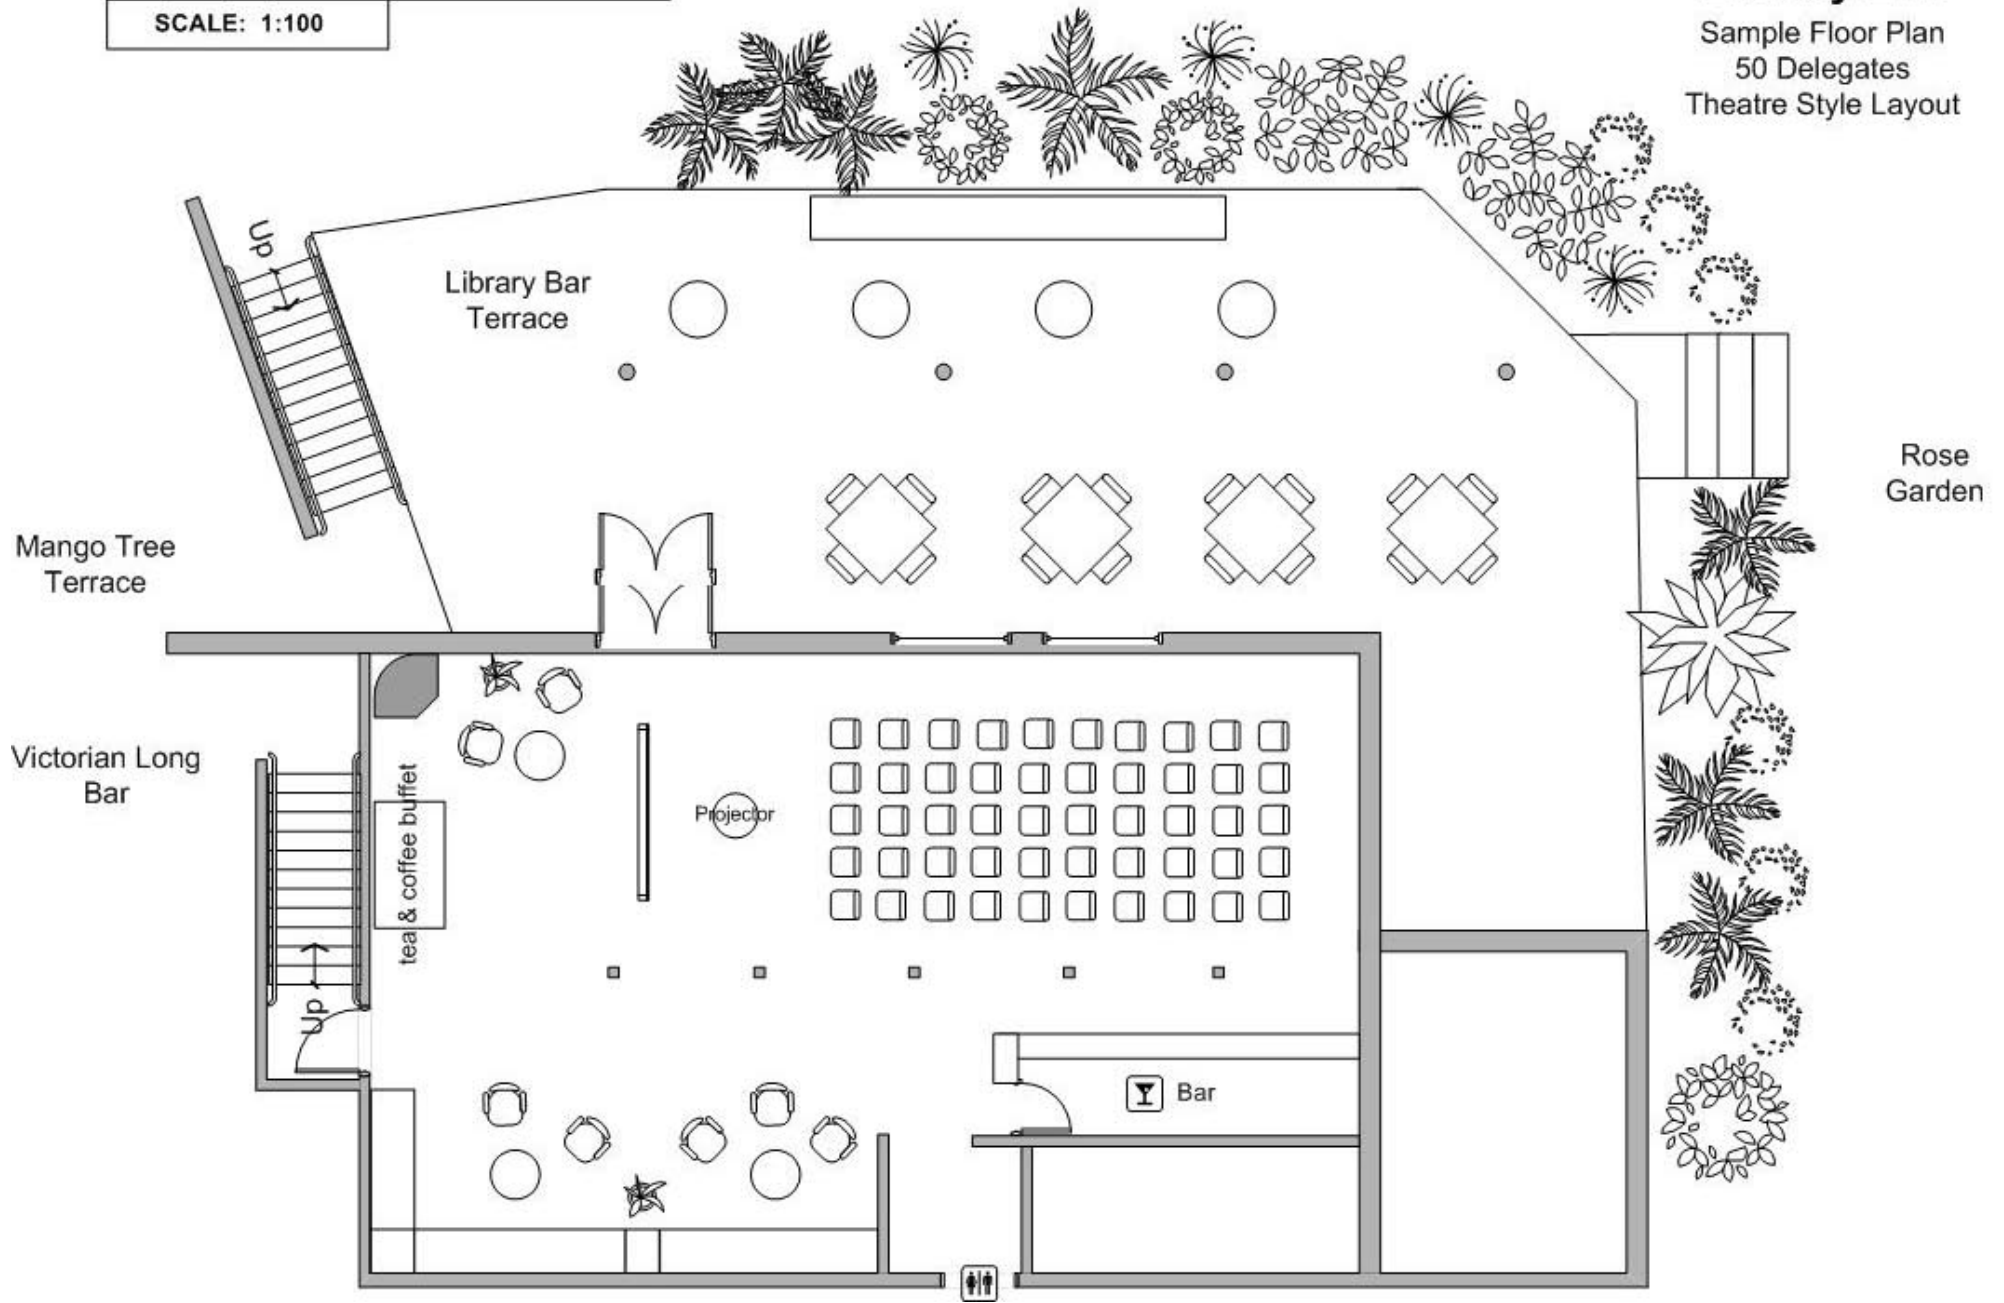 SCALE: 1:100
Sample Floor Plan
50 Delegates
Theatre Style Layout
Up
Library Bar
Terrace
Rose
Garden
Mango Tree
Terrace
Victorian Long
Bar
tea & coffee buffet
Projector
Up
Bar